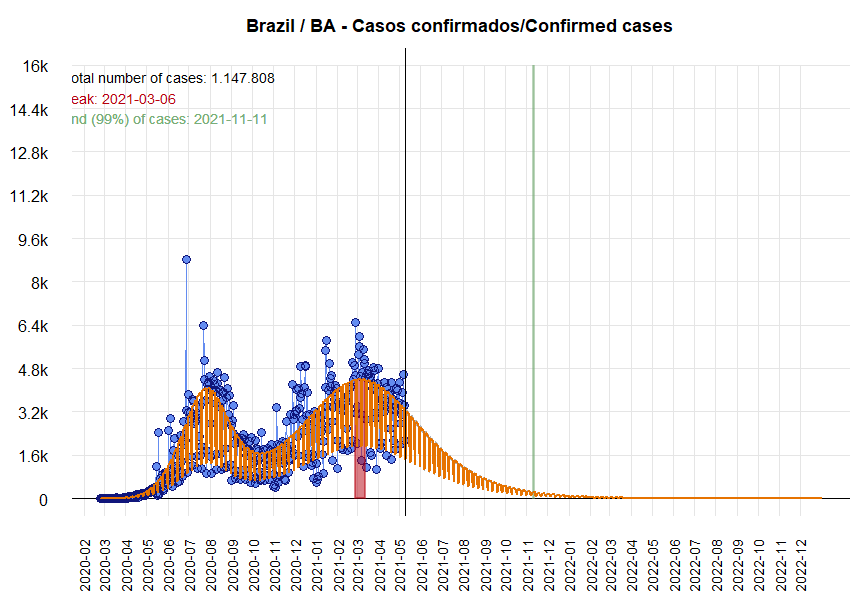 Brazil / BA - Casos confirmados/Confirmed cases
16k
14.4k
12.8k
11.2k
9.6k
8k
6.4k
4.8k
3.2k
1.6k
0
otal number of cases: 1.147.808
eak: 2021-03-06
nd (99%) of cases: 2021-11-11
2020-02
2020-03
2020-04
2020-05
2020-06
2020-07
2020-08
2020-09
2020-10
2020-11
2020-12
2021-01
2021-02
2021-03
2021-04
2021-05
2021-06
2021-07
2021-08
2021-09
2021-10
2021-11
2021-12
2022-01
2022-02
2022-03
2022-04
2022-05
2022-06
2022-07
2022-08
2022-09
2022-10
2022-11
2022-12